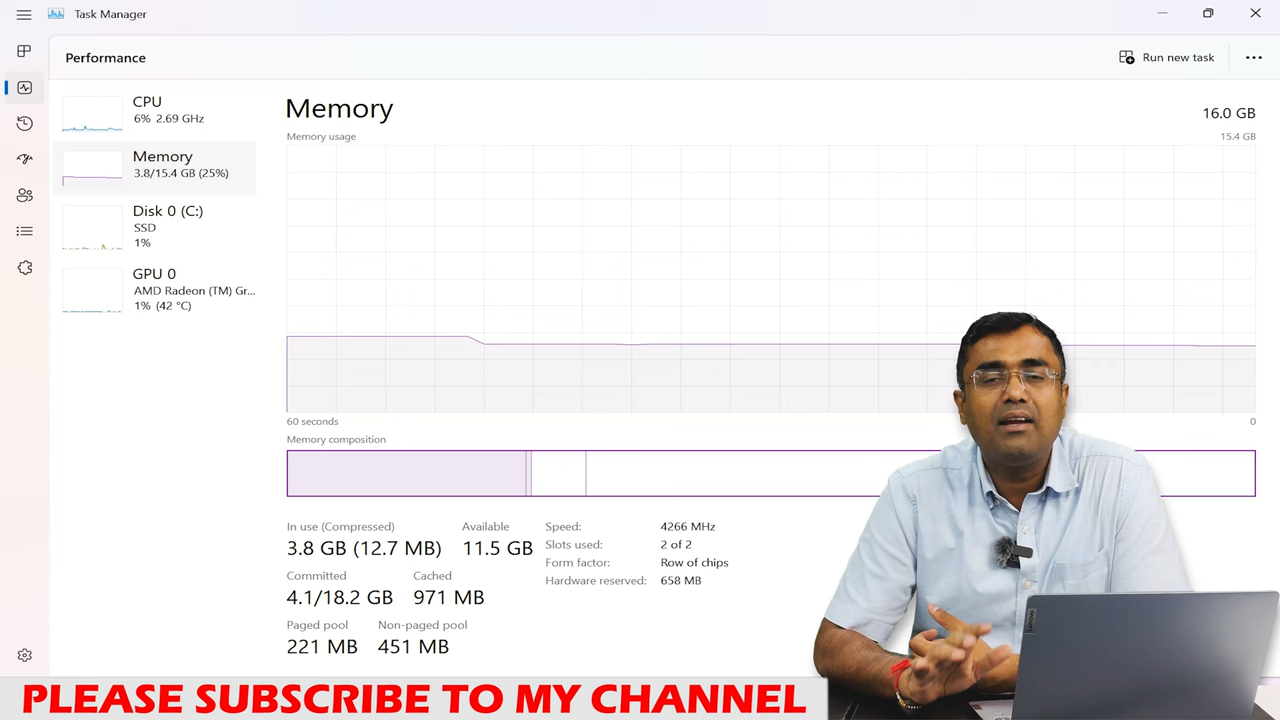 Task Manager
Performance
Run new task
CPU
6% 2.69 GHz
Memory
3.8/15.4 GB (25%)
Disk 0 (C:)
SSD
1%
GPU 0
AMD Radeon (TM) Gr...
1% (42 °C)
Memory
16.0 GB
Memory usage
15.4 GB
60 seconds
0
Memory composition
In use (Compressed)
3.8 GB (12.7 MB)
Available
11.5 GB
Committed
4.1/18.2 GB
Cached
971 MB
Paged pool
221 MB
Non-paged pool
451 MB
Speed: 4266 MHz
Slots used: 2 of 2
Form factor: Row of chips
Hardware reserved: 658 MB
PLEASE SUBSCRIBE TO MY CHANNEL